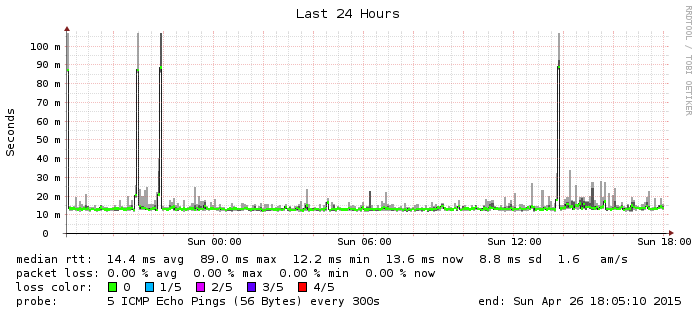 Last 24 Hours
RRDTOOL / TOBI OETIKER
Seconds
100 m
90 m
80 m
70 m
60 m
50 m
40 m
30 m
20 m
10 m
0
Sun 00:00 Sun 06:00 Sun 12:00 Sun 18:00
median rtt: 14.4 ms avg 89.0 ms max 12.2 ms min 13.6 ms now 8.8 ms sd 1.6 am/s
packet loss: 0.00 % avg 0.00 % max 0.00 % min 0.00 % now
loss color: 0 1/5 2/5 3/5 4/5
probe: 5 ICMP Echo Pings (56 Bytes) every 300s end: Sun Apr 26 18:05:10 2015